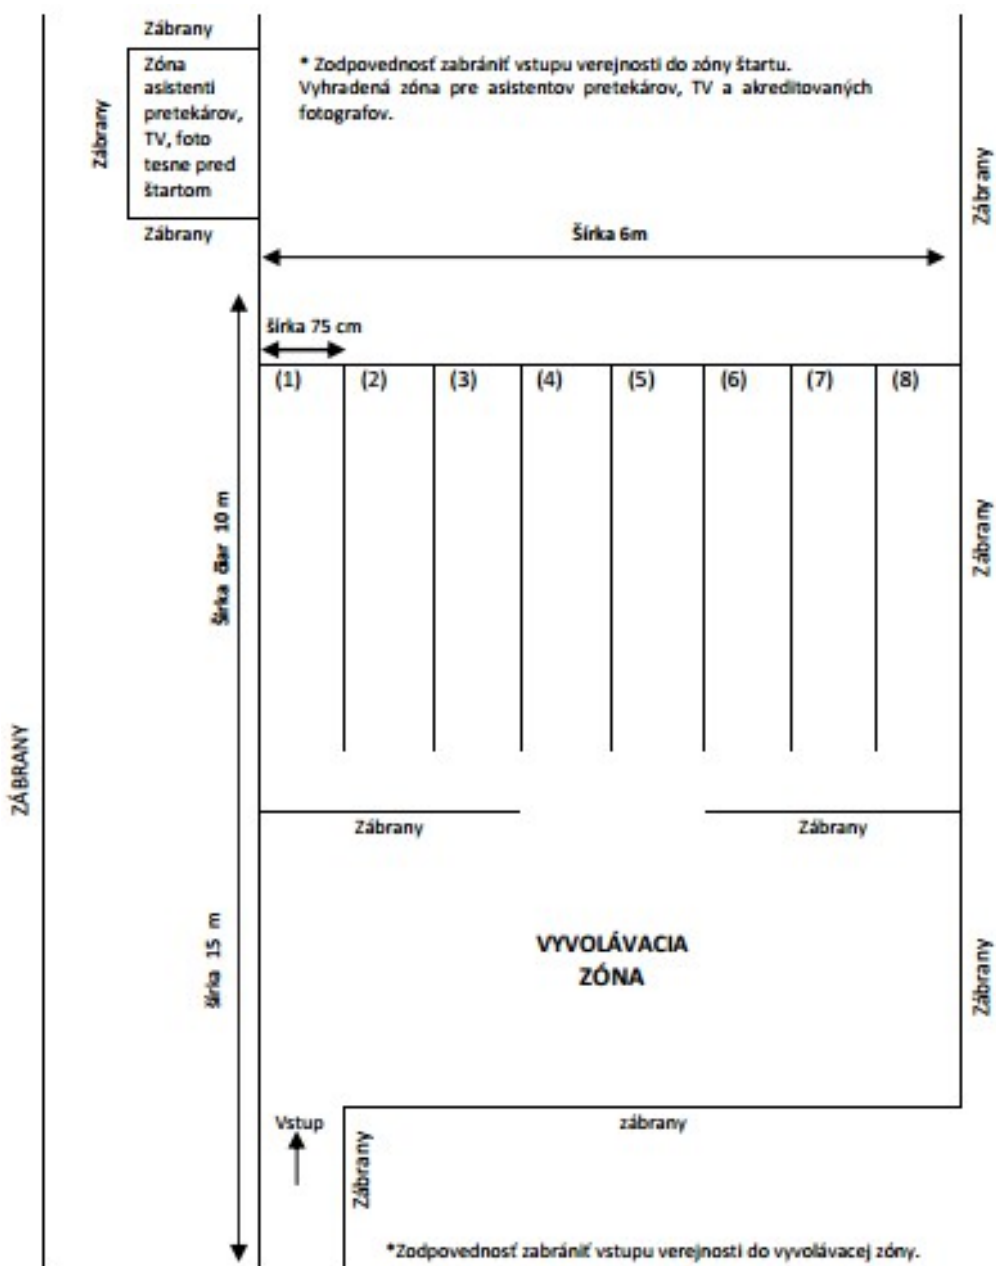 Zábrany
Zóna
asistenti
pretekárov,
TV, foto
tesne pred
štartom
Zábrany
Zábrany
* Zodpovednosť zabrániť vstupu verejnosti do zóny štartu.
Vyhradená zóna pre asistentov pretekárov, TV a akreditovaných
fotografov.
Zábrany
Šírka 6m
šírka 75 cm
(1) (2) (3) (4) (5) (6) (7) (8)
šírka čiar 10 m
Zábrany
ZÁBRANY
Zábrany
Zábrany
šírka 15 m
VYVOLÁVACIA
ZÓNA
Zábrany
Vstup
zábrany
Zábrany
*Zodpovednosť zabrániť vstupu verejnosti do vyvolávacej zóny.